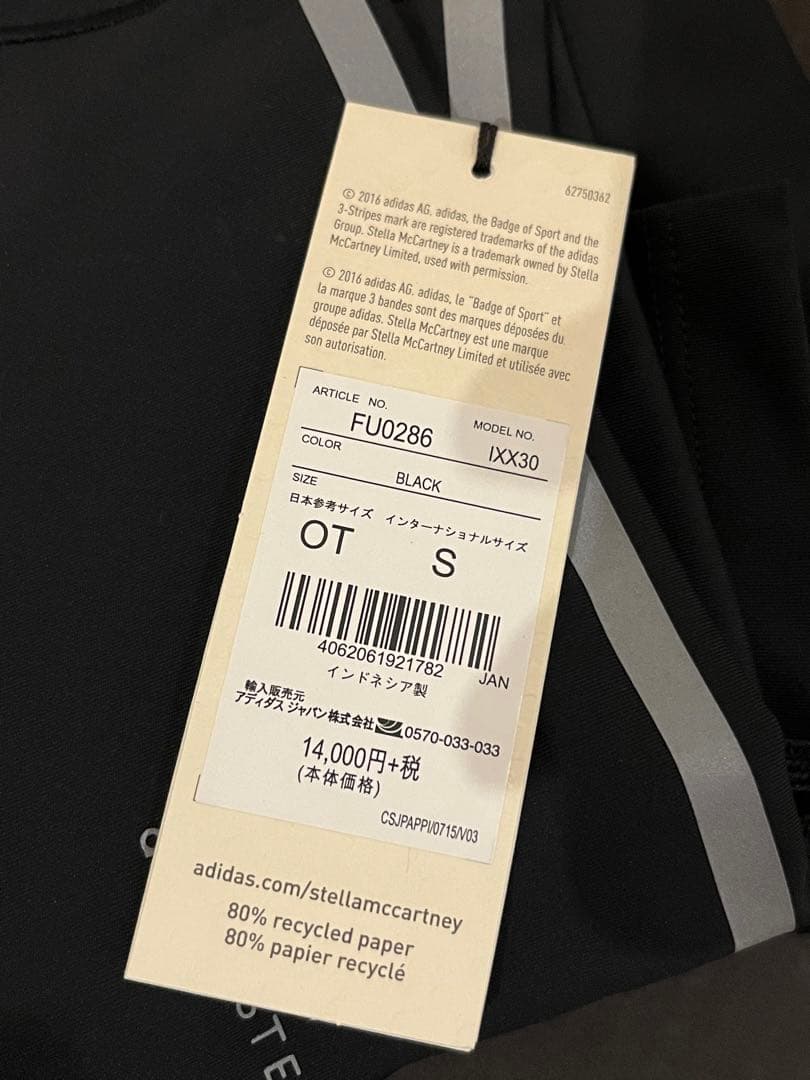 62750362
© 2016 adidas AG. adidas, the Badge of Sport and the
3-Stripes mark are registered trademarks of the adidas
Group. Stella McCartney is a trademark owned by Stella
McCartney Limited, used with permission.
© 2016 adidas AG. adidas, le "Badge of Sport" et
la marque 3 bandes sont des marques déposées du
groupe adidas. Stella McCartney est une marque
déposée par Stella McCartney Limited et utilisée avec
son autorisation.
ARTICLE NO. MODEL NO.
FU0286 IXX30
COLOR
BLACK
SIZE
日本参考サイズ インターナショナルサイズ
OT S
4062061921782 JAN
インドネシア製
輸入販売元
アディダス ジャパン株式会社 0570-033-033
14,000円+税
(本体価格)
CSJPAPPI/0715/V03
adidas.com/stellamccartney
80% recycled paper
80% papier recyclé
STE